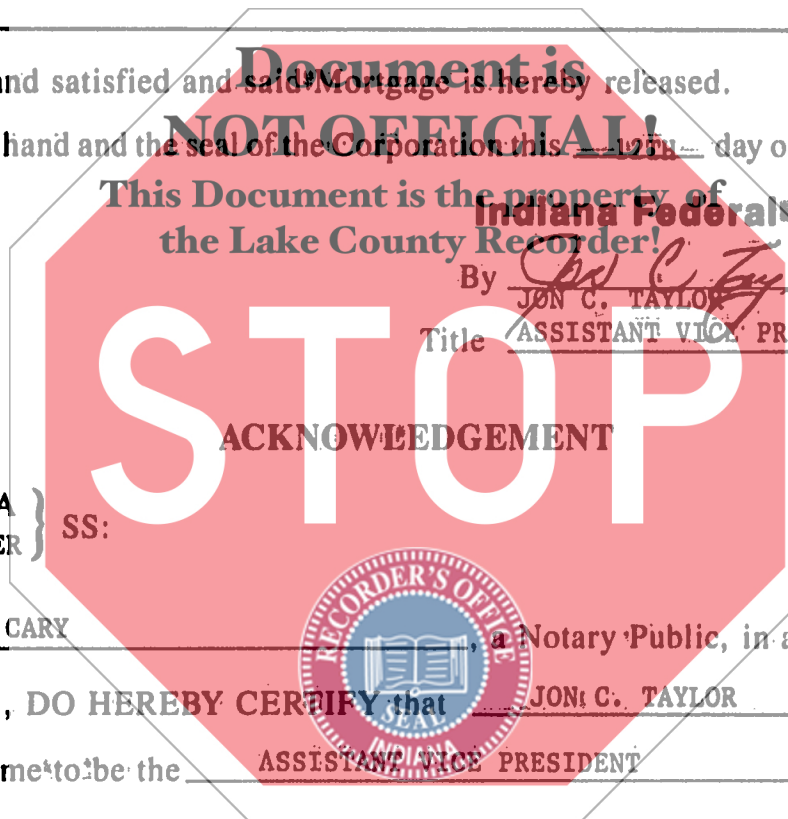 Document is
and satisfied and said Mortgage is hereby released.
NOT OFFICIAL!
hand and the seal of the Corporation this 12TH day o
This Document is the property of
Indiana Federal
the Lake County Recorder!
By
JON C. TAYLOR
Title ASSISTANT VICE PR
STOP
ACKNOWLEDGEMENT
A
ER
SS:
RECORDER'S OFFICE
SEAL
INDIANA
CARY , a Notary Public, in a
, DO HEREBY CERTIFY that JON C. TAYLOR
me to be the ASSISTANT VICE PRESIDENT